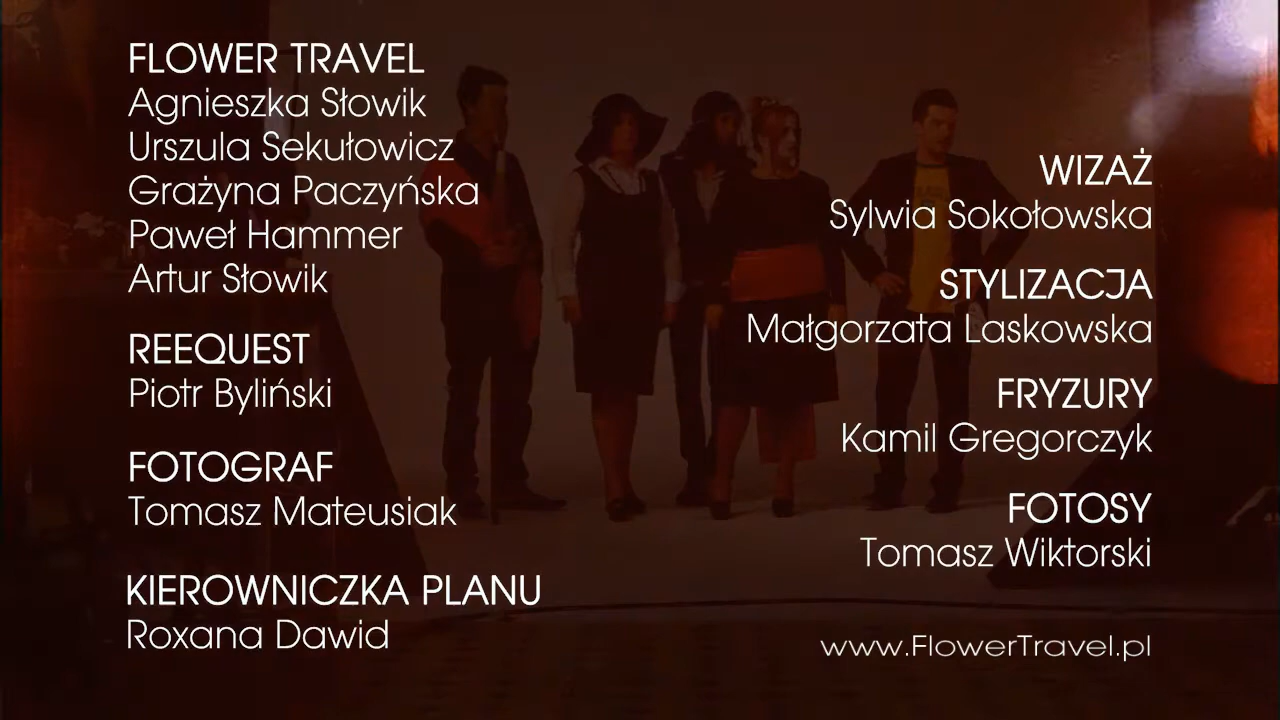 FLOWER TRAVEL
Agnieszka Słowik
Urszula Sekułowicz
Grażyna Paczyńska
Paweł Hammer
Artur Słowik
REEQUEST
Piotr Byliński
FOTOGRAF
Tomasz Mateusiak
KIEROWNICZKA PLANU
Roxana Dawid
WIZAŻ
Sylwia Sokołowska
STYLIZACJA
Małgorzata Laskowska
FRYZURY
Kamil Gregorczyk
FOTOSY
Tomasz Wiktorski
www.FlowerTravel.pl